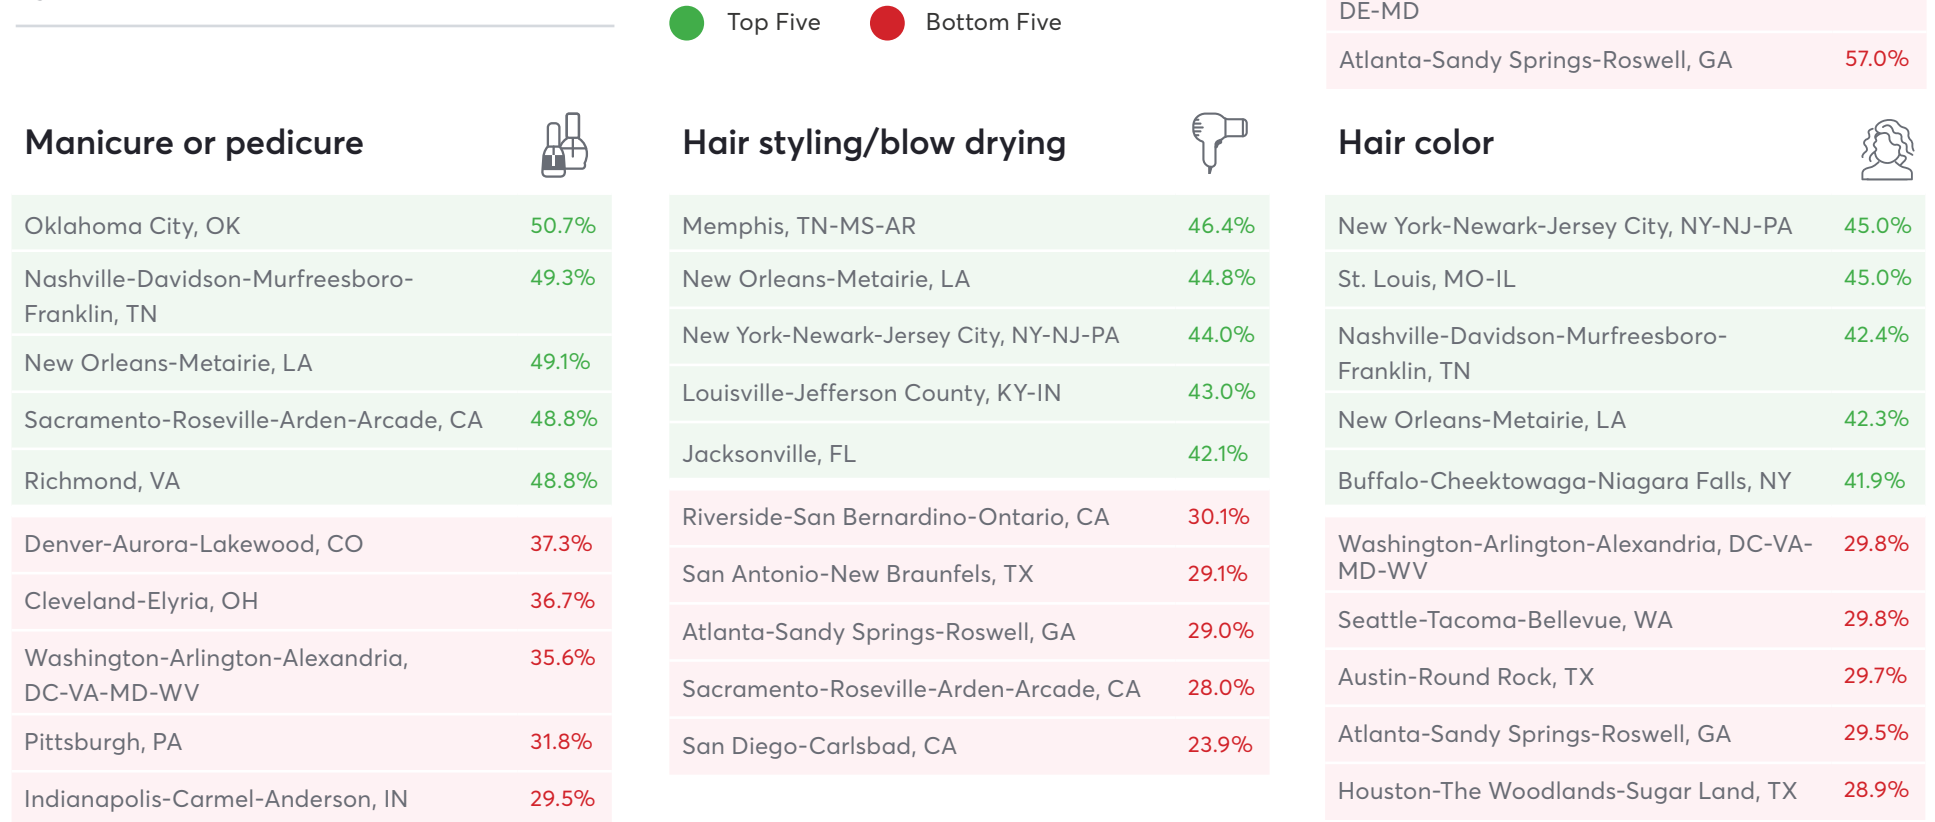 Top Five
Bottom Five
DE-MD
Atlanta-Sandy Springs-Roswell, GA 57.0%
Manicure or pedicure
Oklahoma City, OK 50.7%
Nashville-Davidson-Murfreesboro- 49.3%
Franklin, TN
New Orleans-Metairie, LA 49.1%
Sacramento-Roseville-Arden-Arcade, CA 48.8%
Richmond, VA 48.8%
Denver-Aurora-Lakewood, CO 37.3%
Cleveland-Elyria, OH 36.7%
Washington-Arlington-Alexandria, 35.6%
DC-VA-MD-WV
Pittsburgh, PA 31.8%
Indianapolis-Carmel-Anderson, IN 29.5%
Hair styling/blow drying
Memphis, TN-MS-AR 46.4%
New Orleans-Metairie, LA 44.8%
New York-Newark-Jersey City, NY-NJ-PA 44.0%
Louisville-Jefferson County, KY-IN 43.0%
Jacksonville, FL 42.1%
Riverside-San Bernardino-Ontario, CA 30.1%
San Antonio-New Braunfels, TX 29.1%
Atlanta-Sandy Springs-Roswell, GA 29.0%
Sacramento-Roseville-Arden-Arcade, CA 28.0%
San Diego-Carlsbad, CA 23.9%
Hair color
New York-Newark-Jersey City, NY-NJ-PA 45.0%
St. Louis, MO-IL 45.0%
Nashville-Davidson-Murfreesboro- 42.4%
Franklin, TN
New Orleans-Metairie, LA 42.3%
Buffalo-Cheektowaga-Niagara Falls, NY 41.9%
Washington-Arlington-Alexandria, DC-VA- 29.8%
MD-WV
Seattle-Tacoma-Bellevue, WA 29.8%
Austin-Round Rock, TX 29.7%
Atlanta-Sandy Springs-Roswell, GA 29.5%
Houston-The Woodlands-Sugar Land, TX 28.9%